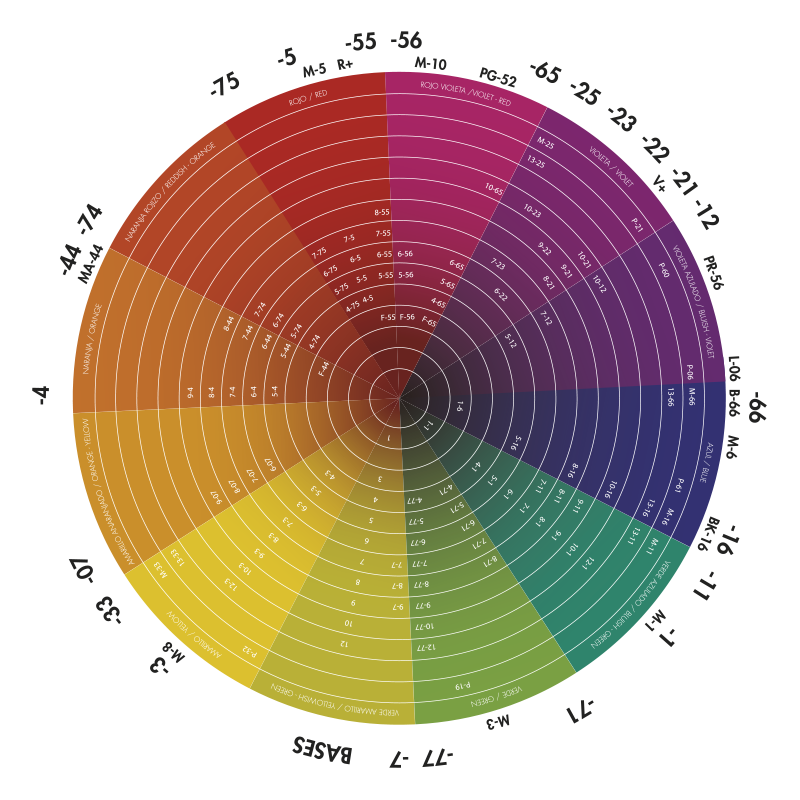 -56
M-10
PG-52
-65
-25
-23
-22
V+
-21
-12
PR-56
L-06
B-66
-66
M-6
-16
BK-16
-11
M-1
-1
-71
M-3
-77
-7
BASES
M-8
-3
-33
-07
-4
MA-44
-44
-74
-75
-5
M-5
R+
-55
ROJO VIOLETA / VIOLET - RED
10-65
6-65
5-65
4-65
F-65
6-56
5-56
F-56
VIOLETA / VIOLET
M-25
13-25
10-23
9-22
7-23
6-22
P-21
10-21
9-21
8-21
VIOLETA AZULADO / BLUISH - VIOLET
P-60
10-12
7-12
5-12
P-06
AZUL / BLUE
M-66
13-66
P-61
M-16
13-16
10-16
8-16
5-16
1-6
VERDE AZULADO / BLUISH - GREEN
M-11
13-11
9-11
8-11
7-11
12-1
10-1
9-1
8-1
7-1
6-1
5-1
4-1
1-1
VERDE / GREEN
P-19
8-71
7-71
6-71
5-71
4-71
12-77
10-77
9-77
8-77
7-77
6-77
5-77
4-77
VERDE AMARILLO / YELLOWISH - GREEN
9-7
8-7
7-7
12
10
9
8
7
6
5
4
3
1
AMARILLO / YELLOW
P-32
M-33
13-33
12-3
10-3
9-3
8-3
7-3
6-3
5-3
4-3
AMARILLO ANARANJADO / ORANGE YELLOW
9-07
8-07
7-07
6-07
NARANJA / ORANGE
9-4
8-4
7-4
6-4
5-4
8-44
7-44
6-44
5-44
F-44
NARANJA ROJIZO / REDDISH - ORANGE
7-74
6-74
5-74
4-74
ROJO / RED
7-75
6-75
5-75
4-75
7-5
6-5
5-5
4-5
8-55
7-55
6-55
5-55
F-55